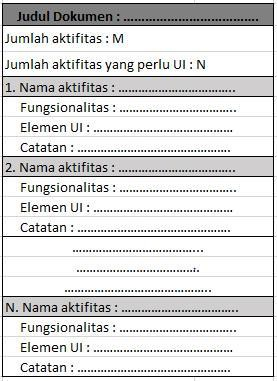 Judul Dokumen : ......................................
Jumlah aktifitas : M
Jumlah aktifitas yang perlu UI : N
1. Nama aktifitas : ..................................
Fungsionalitas : ..........................................
Elemen UI : ........................................
Catatan : ............................................
2. Nama aktifitas : ..................................
Fungsionalitas : ..........................................
Elemen UI : ........................................
Catatan : ............................................
......................................
......................................
............................................
N. Nama aktifitas : ..................................
Fungsionalitas : ..........................................
Elemen UI : ........................................
Catatan : ............................................